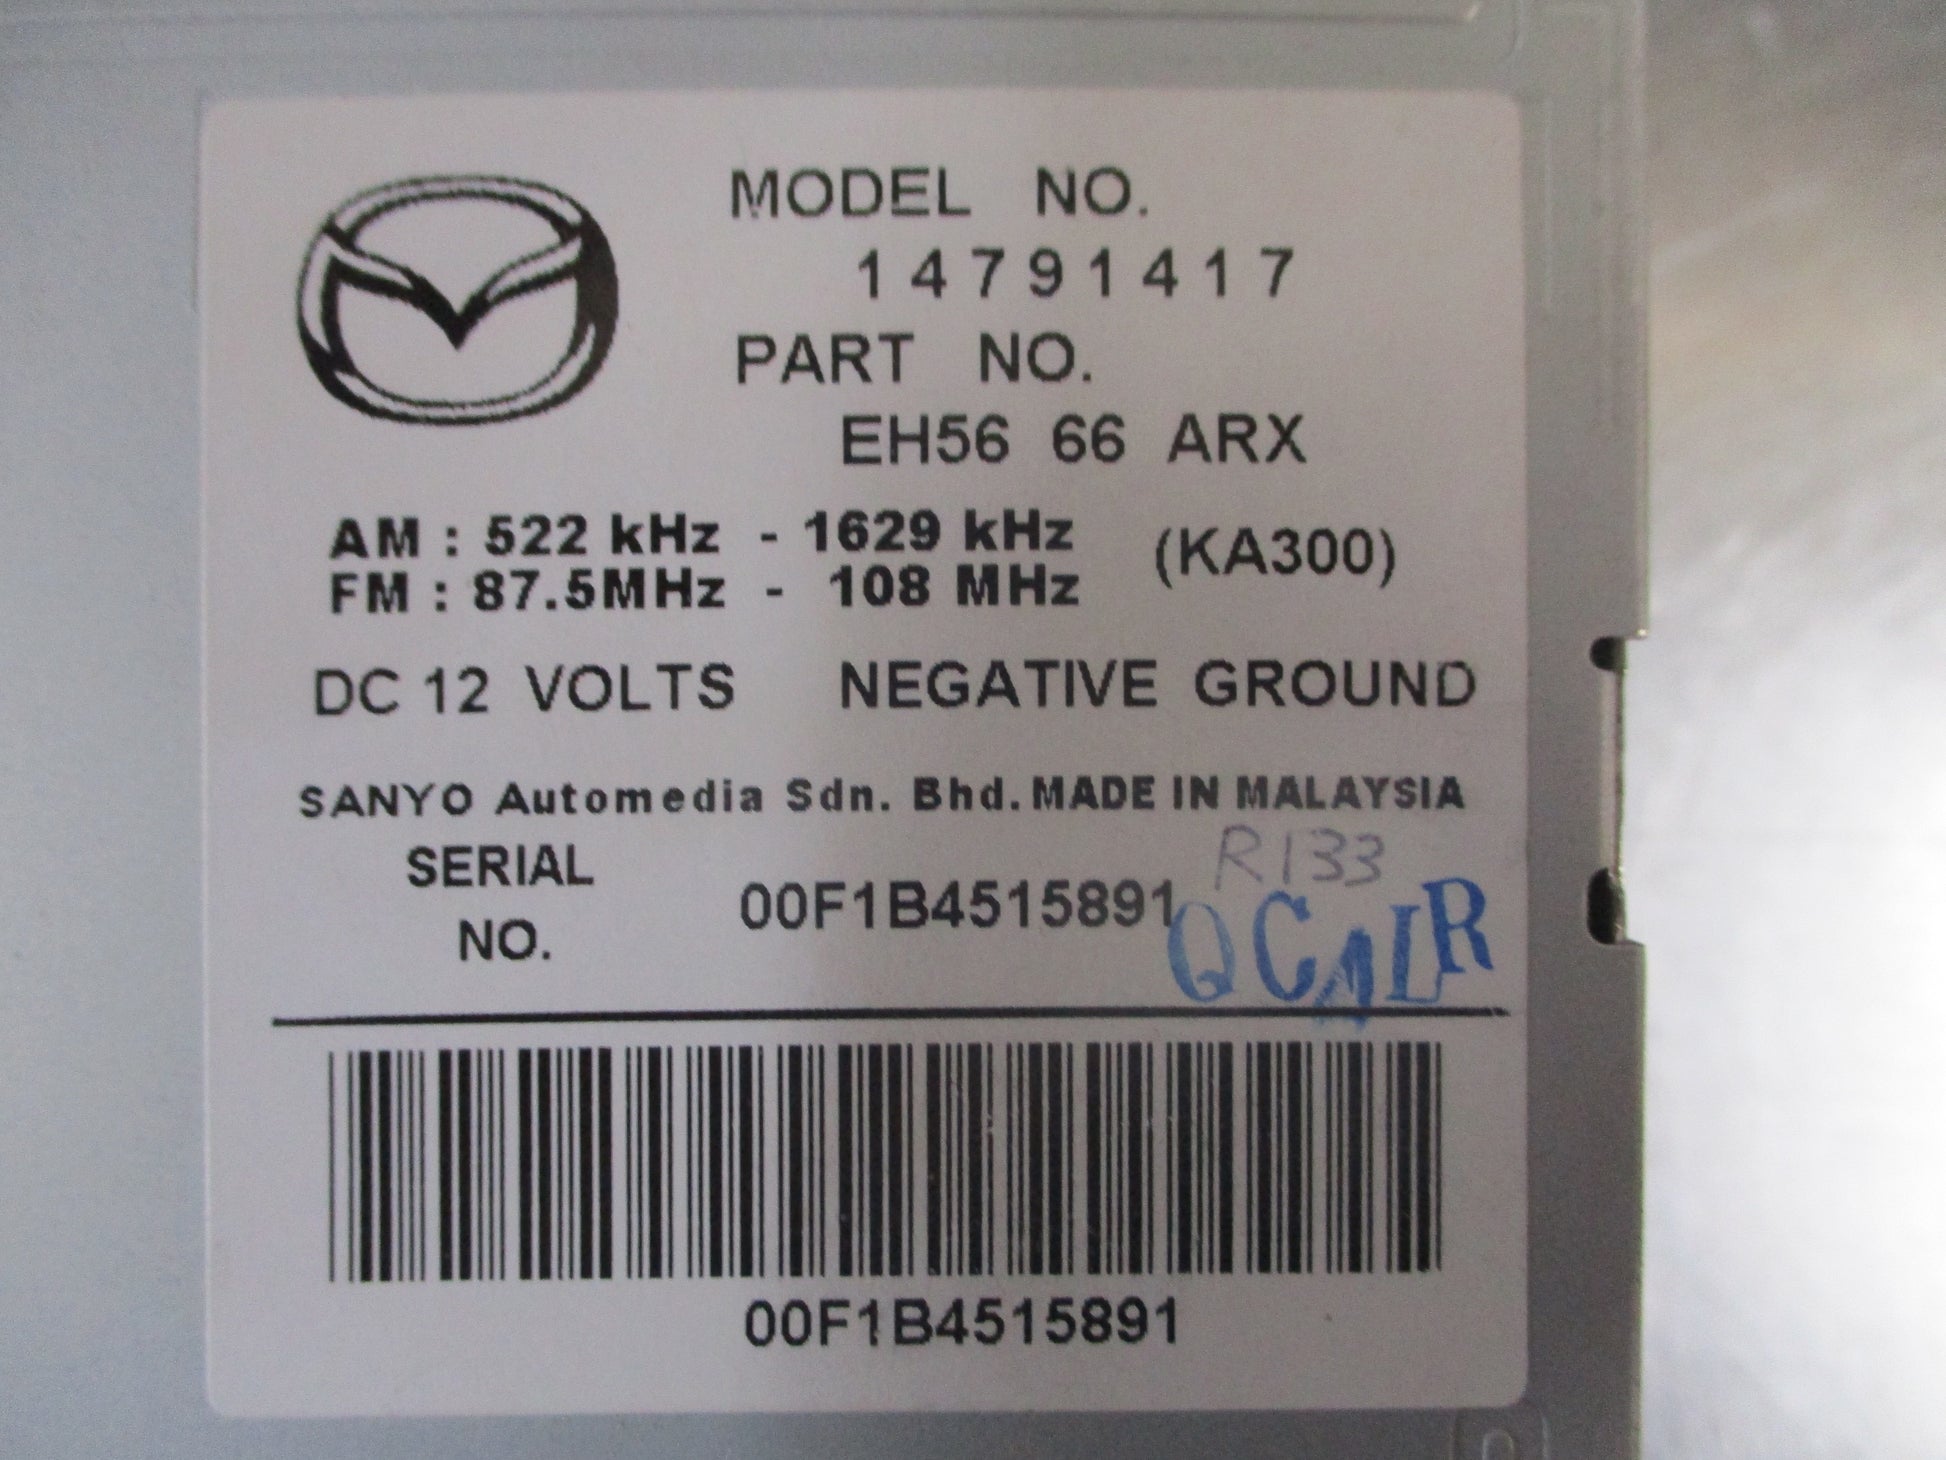 MODEL NO.
14791417
PART NO.
EH56 66 ARX
AM : 522 kHz - 1629 kHz (KA300)
FM : 87.5MHz - 108 MHz
DC 12 VOLTS NEGATIVE GROUND
SANYO Automedia Sdn. Bhd. MADE IN MALAYSIA
R133
SERIAL
NO.
00F1B4515891
QC1LR
00F1B4515891